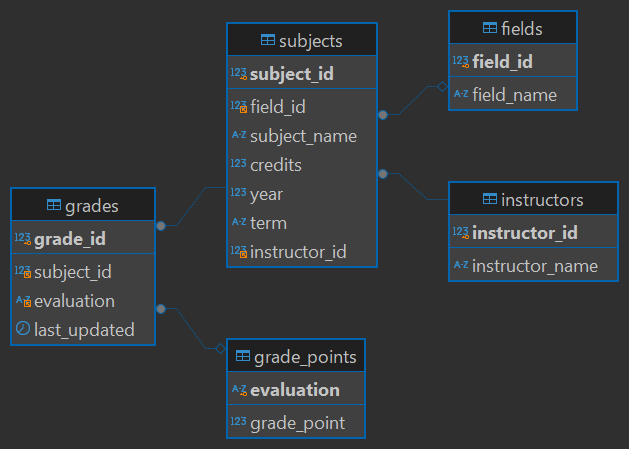 subjects
123 subject_id
123 field_id
A-Z subject_name
123 credits
123 year
A-Z term
123 instructor_id
fields
123 field_id
A-Z field_name
grades
123 grade_id
123 subject_id
A-Z evaluation
last_updated
instructors
123 instructor_id
A-Z instructor_name
grade_points
A-Z evaluation
123 grade_point